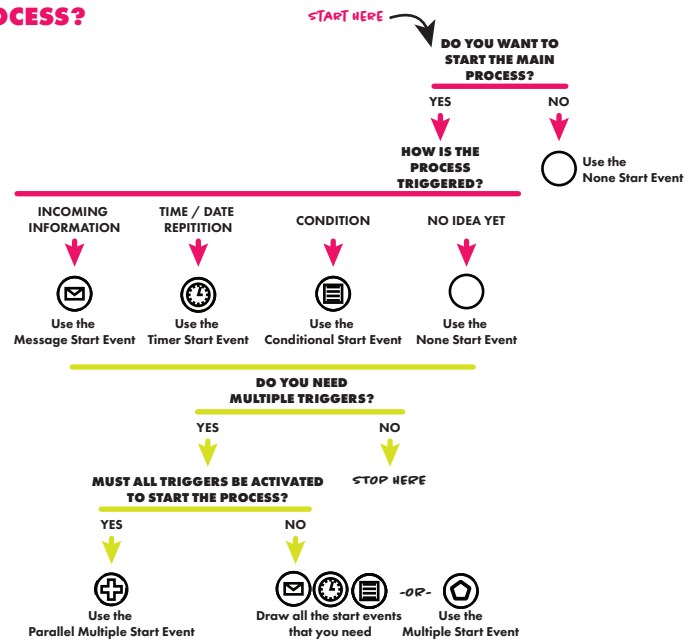 OCESS?
START HERE
DO YOU WANT TO
START THE MAIN
PROCESS?
YES
NO
HOW IS THE
PROCESS
TRIGGERED?
Use the
None Start Event
INCOMING
INFORMATION
TIME / DATE
REPITITION
CONDITION
NO IDEA YET
Use the
Message Start Event
Use the
Timer Start Event
Use the
Conditional Start Event
Use the
None Start Event
DO YOU NEED
MULTIPLE TRIGGERS?
YES
NO
MUST ALL TRIGGERS BE ACTIVATED
TO START THE PROCESS?
STOP HERE
YES
NO
-OR-
Use the
Parallel Multiple Start Event
Draw all the start events
that you need
Use the
Multiple Start Event